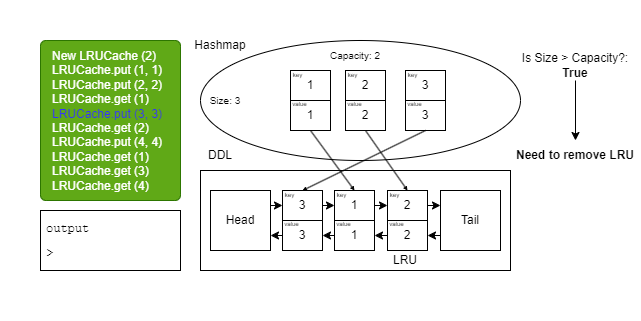 New LRUCache (2)
LRUCache.put (1, 1)
LRUCache.put (2, 2)
LRUCache.get (1)
LRUCache.put (3, 3)
LRUCache.get (2)
LRUCache.put (4, 4)
LRUCache.get (1)
LRUCache.get (3)
LRUCache.get (4)
output
>
Hashmap
Capacity: 2
Size: 3
key
1
value
1
key
2
value
2
key
3
value
3
DDL
Head
key
3
value
3
key
1
value
1
key
2
value
2
Tail
LRU
Is Size > Capacity?:
True
Need to remove LRU